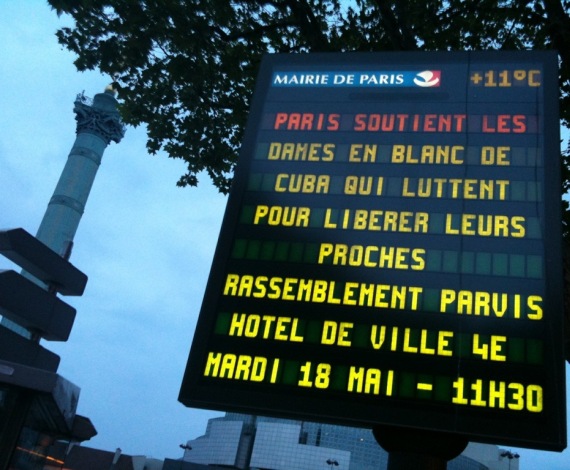 MAIRIE DE PARIS +11°C
PARIS SOUTIENT LES
DAMES EN BLANC DE
CUBA QUI LUTTENT
POUR LIBERER LEURS
PROCHES
RASSEMBLEMENT PARVIS
HOTEL DE VILLE 4E
MARDI 18 MAI - 11H30